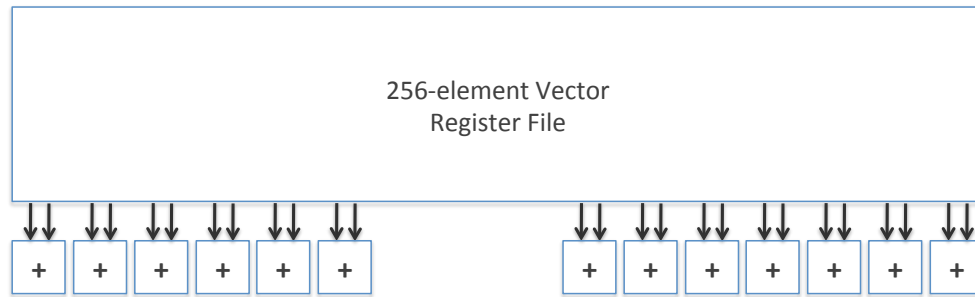 256-element Vector
Register File
+ + + + + + + + + + + + +